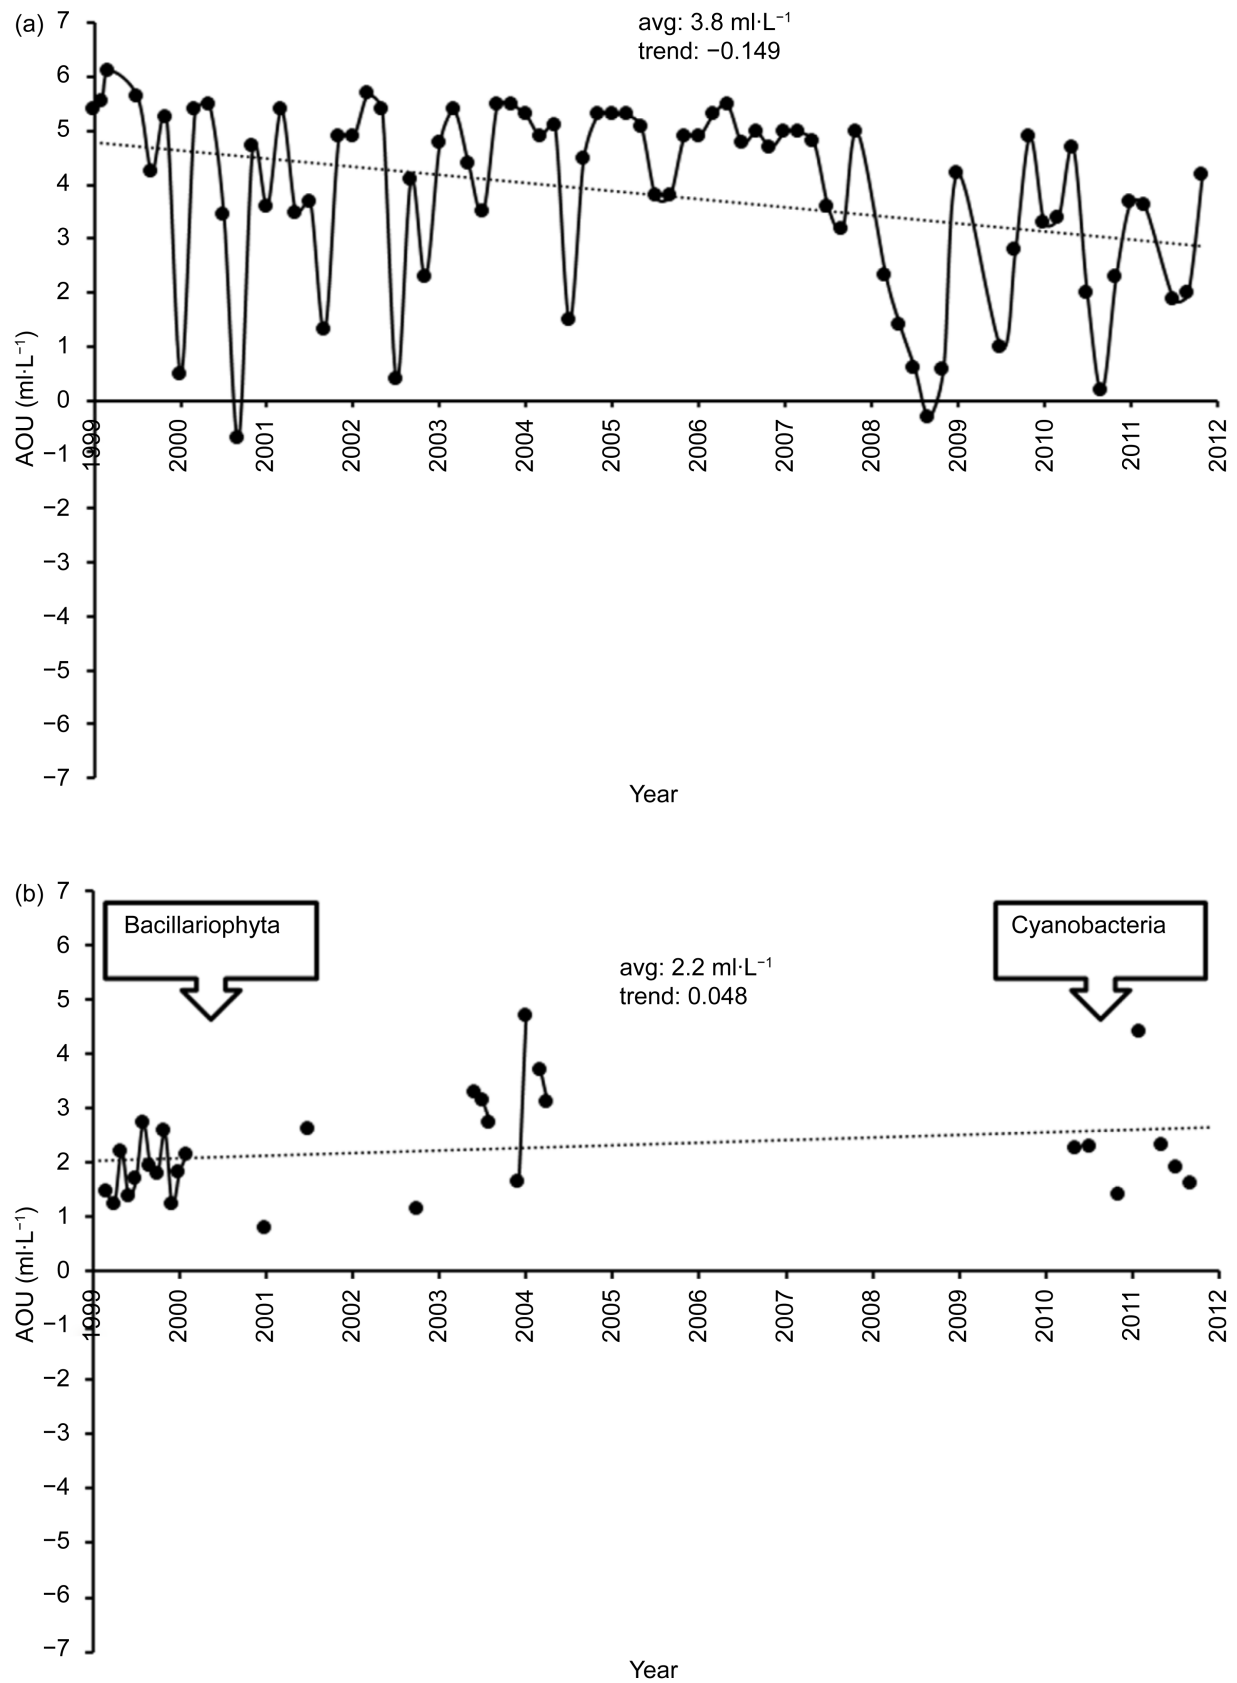 (a)
avg: 3.8 ml·L⁻¹
trend: −0.149
7
6
5
4
3
2
1
0
−1
−2
−3
−4
−5
−6
−7
AOU (ml·L⁻¹)
1999 2000 2001 2002 2003 2004 2005 2006 2007 2008 2009 2010 2011 2012
Year
(b)
Bacillariophyta
Cyanobacteria
avg: 2.2 ml·L⁻¹
trend: 0.048
7
6
5
4
3
2
1
0
−1
−2
−3
−4
−5
−6
−7
AOU (ml·L⁻¹)
1999 2000 2001 2002 2003 2004 2005 2006 2007 2008 2009 2010 2011 2012
Year